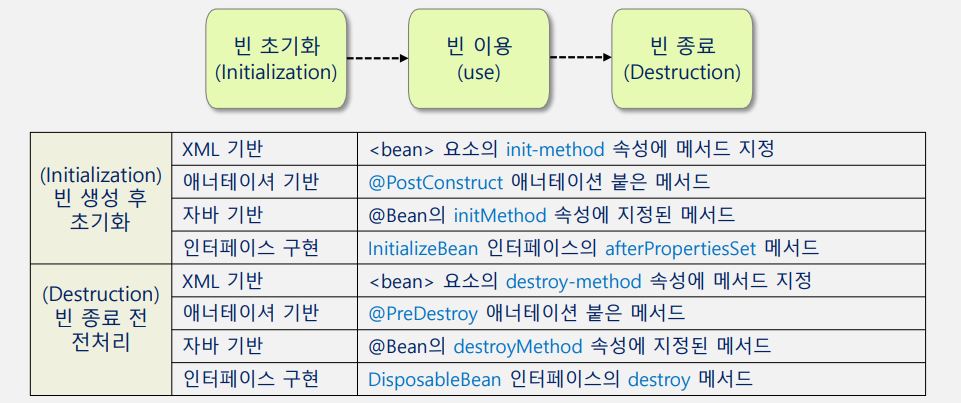 빈 초기화
(Initialization)
빈 이용
(use)
빈 종료
(Destruction)
(Initialization)
빈 생성 후
초기화
XML 기반
<bean> 요소의 init-method 속성에 메서드 지정
애너테이셔 기반
@PostConstruct 애너테이션 붙은 메서드
자바 기반
@Bean의 initMethod 속성에 지정된 메서드
인터페이스 구현
InitializeBean 인터페이스의 afterPropertiesSet 메서드
(Destruction)
빈 종료 전
전처리
XML 기반
<bean> 요소의 destroy-method 속성에 메서드 지정
애너테이셔 기반
@PreDestroy 애너테이션 붙은 메서드
자바 기반
@Bean의 destroyMethod 속성에 지정된 메서드
인터페이스 구현
DisposableBean 인터페이스의 destroy 메서드